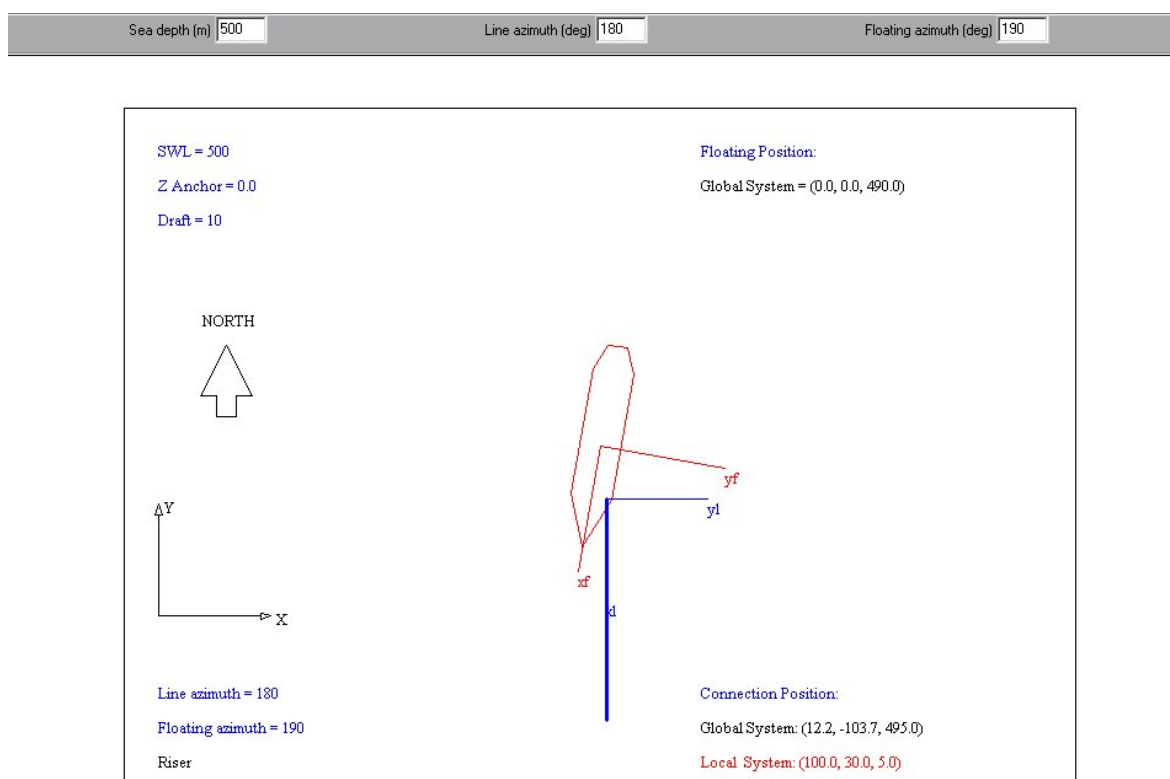 Sea depth (m) 500 Line azimuth (deg) 180 Floating azimuth (deg) 190
SWL = 500 Floating Position:
Z Anchor = 0.0 Global System = (0.0, 0.0, 490.0)
Draft = 10
NORTH
yf
yl
Y
xf
X
xl
Line azimuth = 180 Connection Position:
Floating azimuth = 190 Global System: (12.2, -103.7, 495.0)
Riser Local System: (100.0, 30.0, 5.0)